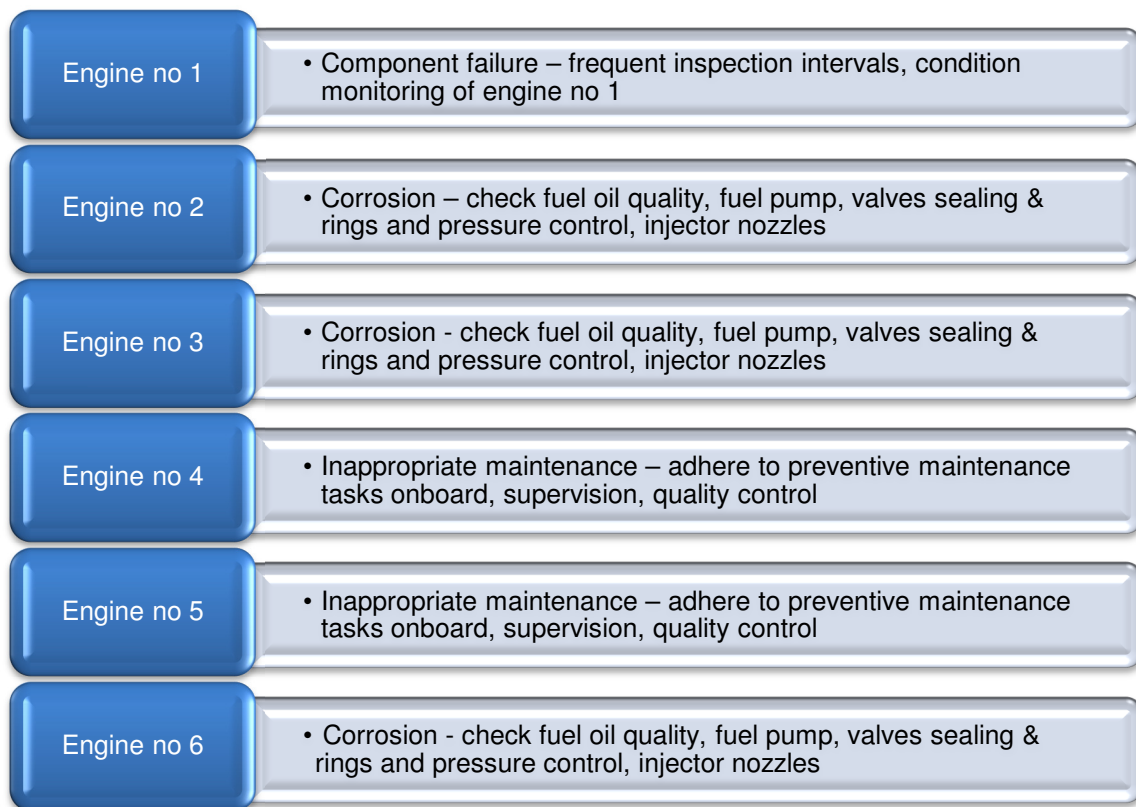 Engine no 1
• Component failure – frequent inspection intervals, condition
monitoring of engine no 1
Engine no 2
• Corrosion – check fuel oil quality, fuel pump, valves sealing &
rings and pressure control, injector nozzles
Engine no 3
• Corrosion - check fuel oil quality, fuel pump, valves sealing &
rings and pressure control, injector nozzles
Engine no 4
• Inappropriate maintenance – adhere to preventive maintenance
tasks onboard, supervision, quality control
Engine no 5
• Inappropriate maintenance – adhere to preventive maintenance
tasks onboard, supervision, quality control
Engine no 6
• Corrosion - check fuel oil quality, fuel pump, valves sealing &
rings and pressure control, injector nozzles